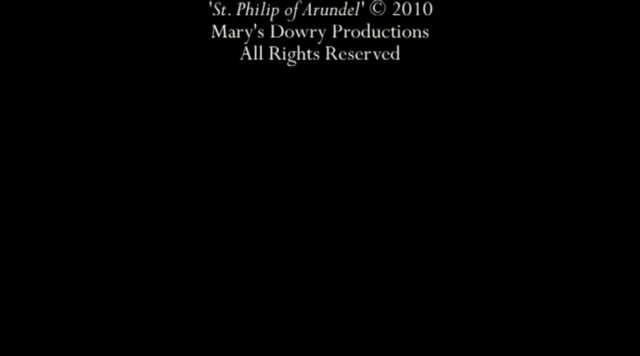 'St. Philip of Arundel' © 2010
Mary's Dowry Productions
All Rights Reserved